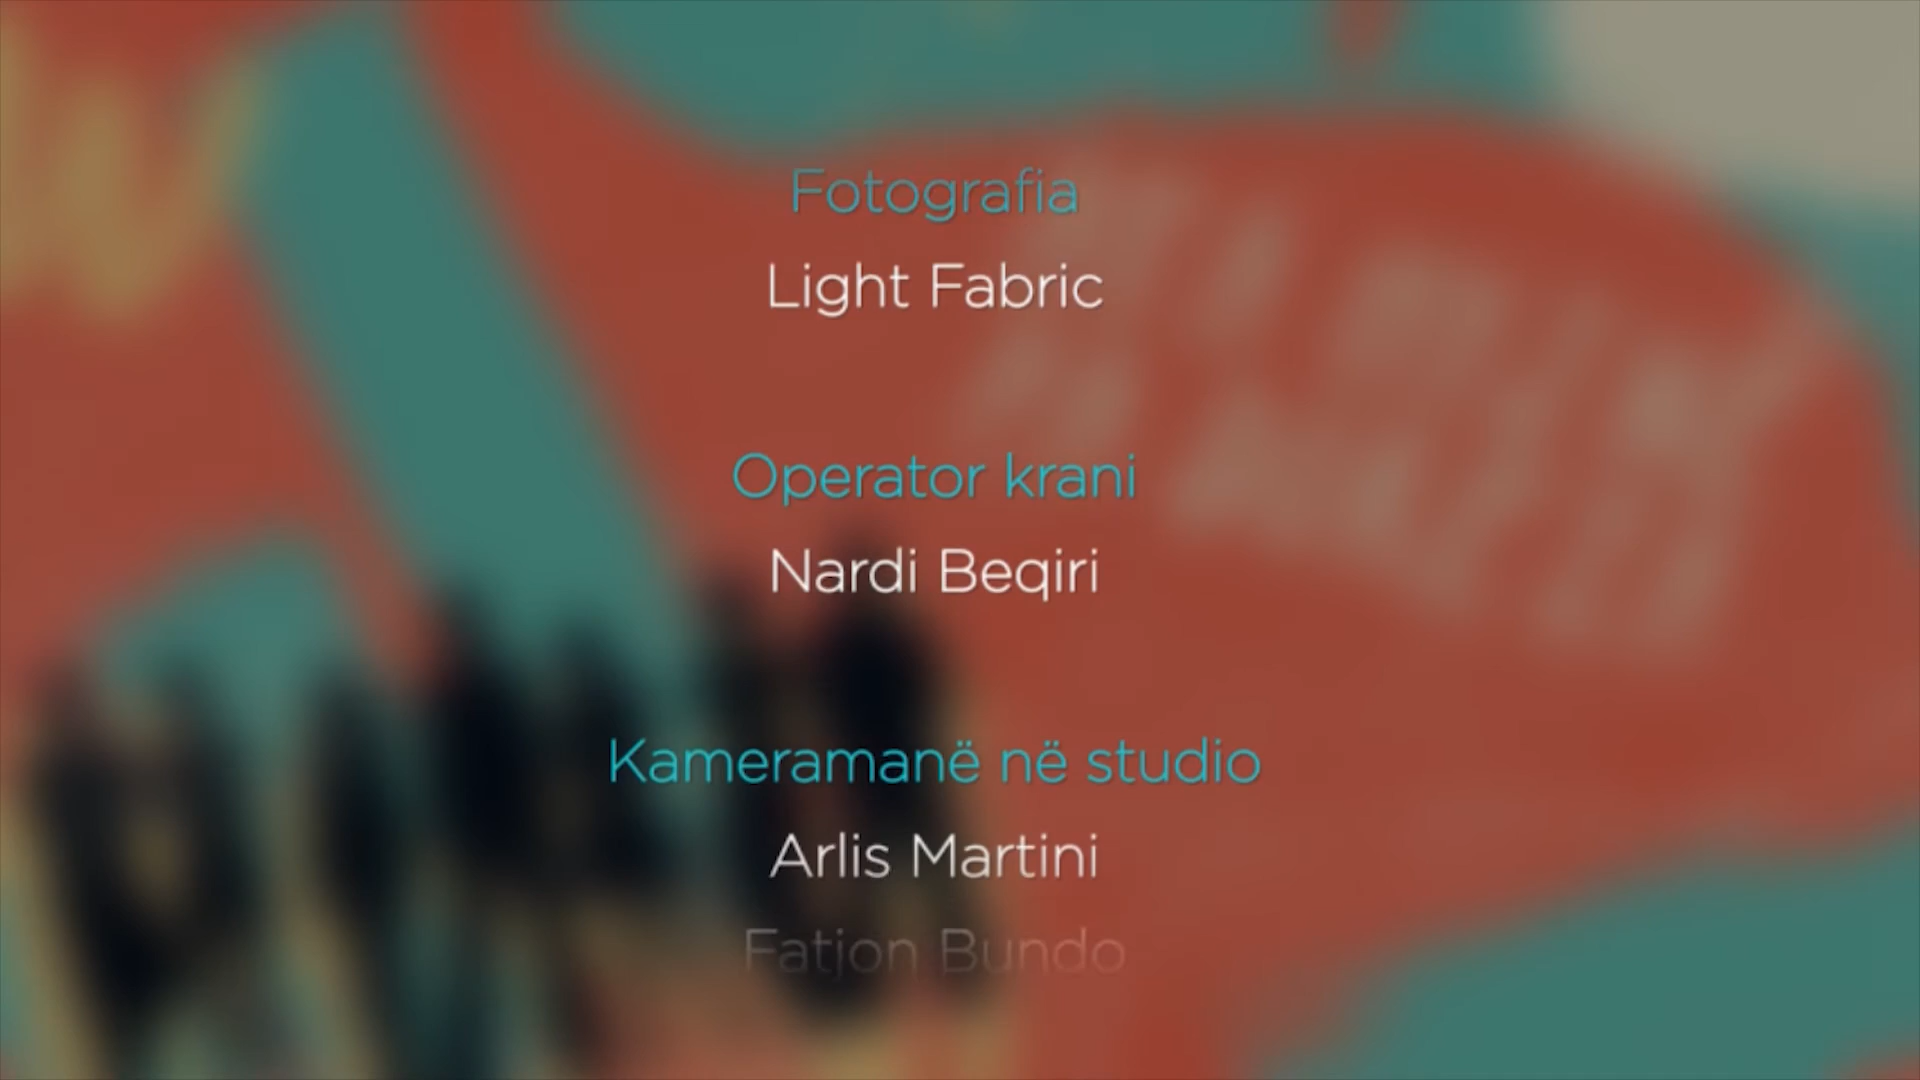 Fotografia
Light Fabric
Operator krani
Nardi Beqiri
Kameramanë në studio
Arlis Martini
Fatjon Bundo